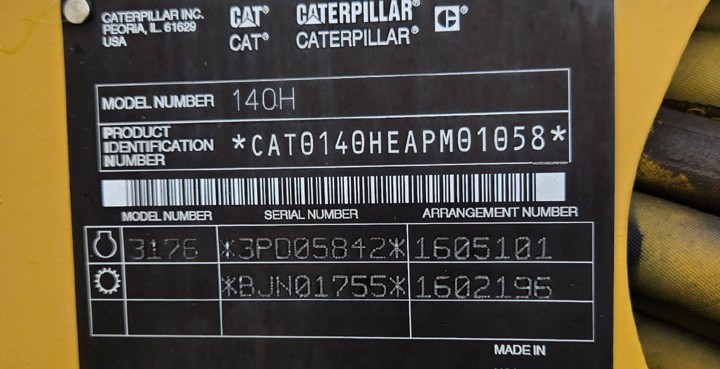 CATERPILLAR INC.
PEORIA, IL. 61629
USA
CAT® CATERPILLAR® C®
CAT® CATERPILLAR®
MODEL NUMBER 140H
PRODUCT
IDENTIFICATION
NUMBER
*CAT0140HEAPM01058*
MODEL NUMBER SERIAL NUMBER ARRANGEMENT NUMBER
3176 *3PD05842* 1605101
*BJN01755* 1602196
MADE IN